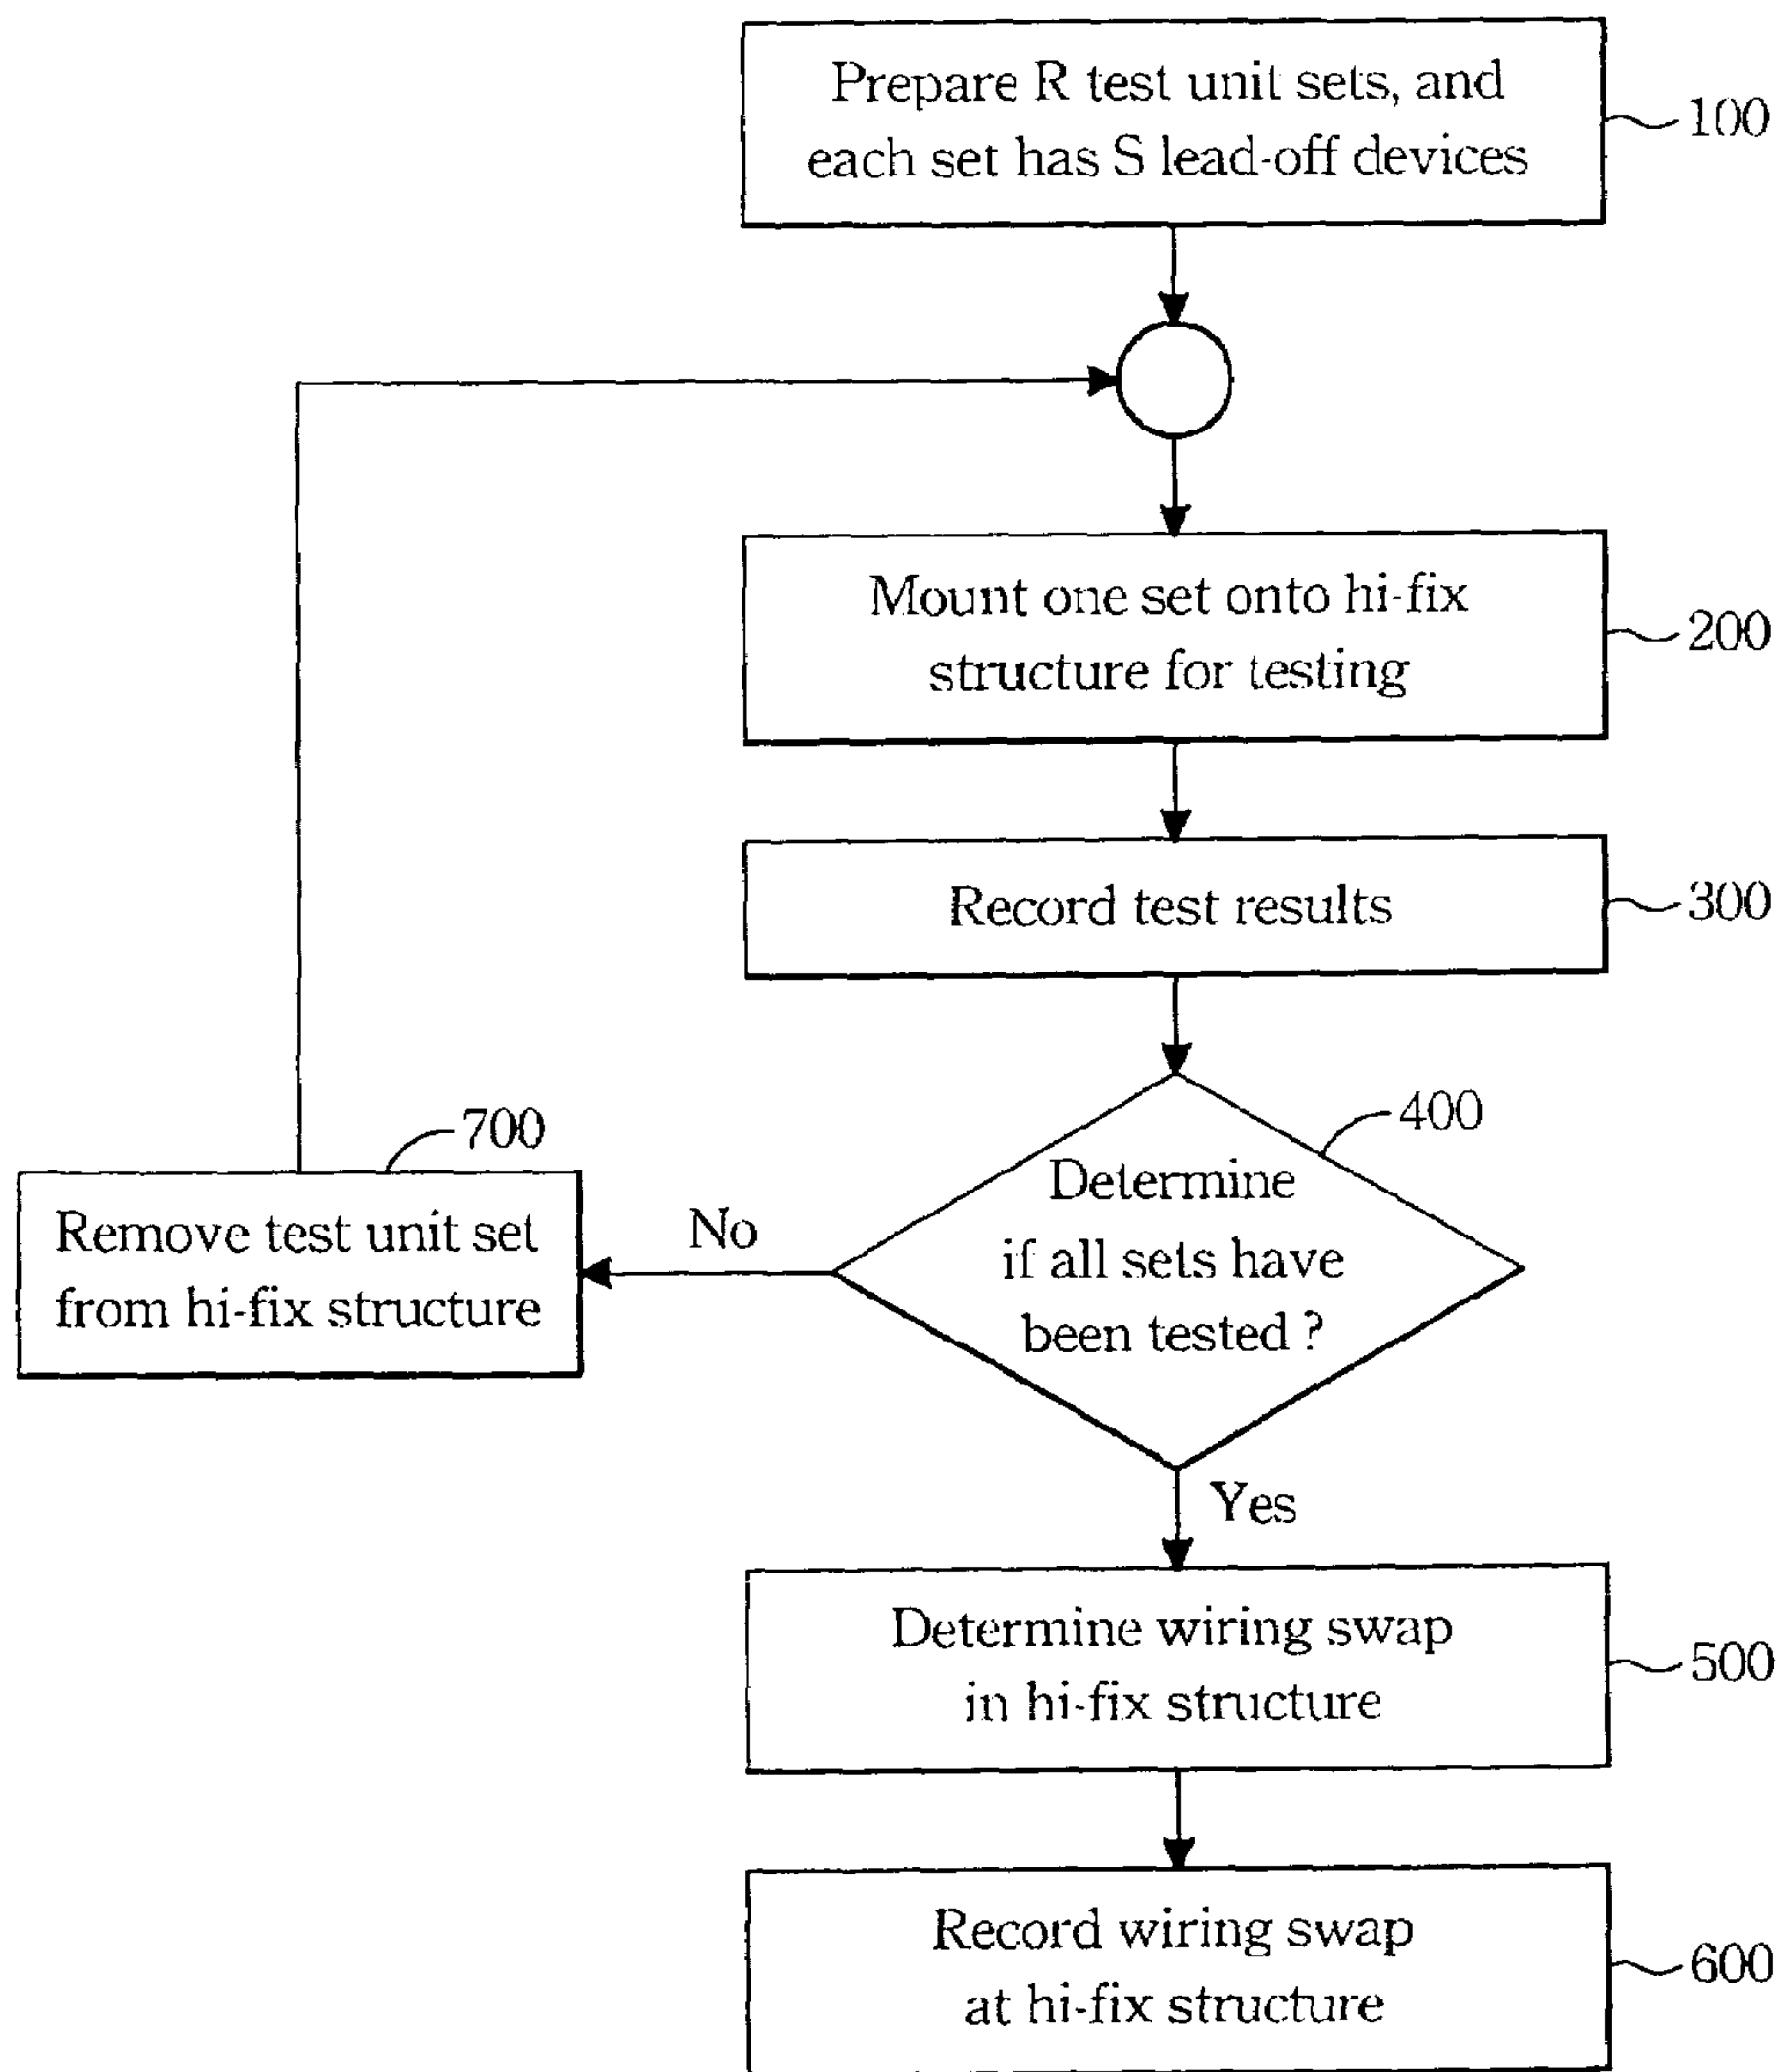 Prepare R test unit sets, and
each set has S lead-off devices
100
Mount one set onto hi-fix
structure for testing
200
Record test results
300
400
Determine
if all sets have
been tested?
700
Remove test unit set
from hi-fix structure
No
Yes
Determine wiring swap
in hi-fix structure
500
Record wiring swap
at hi-fix structure
600